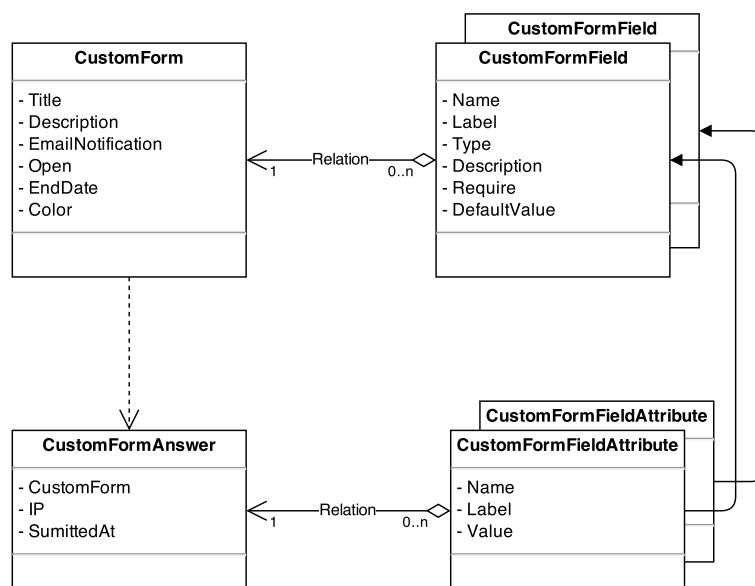 CustomFormField
CustomForm
CustomFormField
- Title
- Description
- EmailNotification
- Open
- EndDate
- Color
- Name
- Label
- Type
- Description
- Require
- DefaultValue
Relation
1
0..n
CustomFormFieldAttribute
CustomFormAnswer
CustomFormFieldAttribute
- CustomForm
- IP
- SumittedAt
- Name
- Label
- Value
Relation
1
0..n